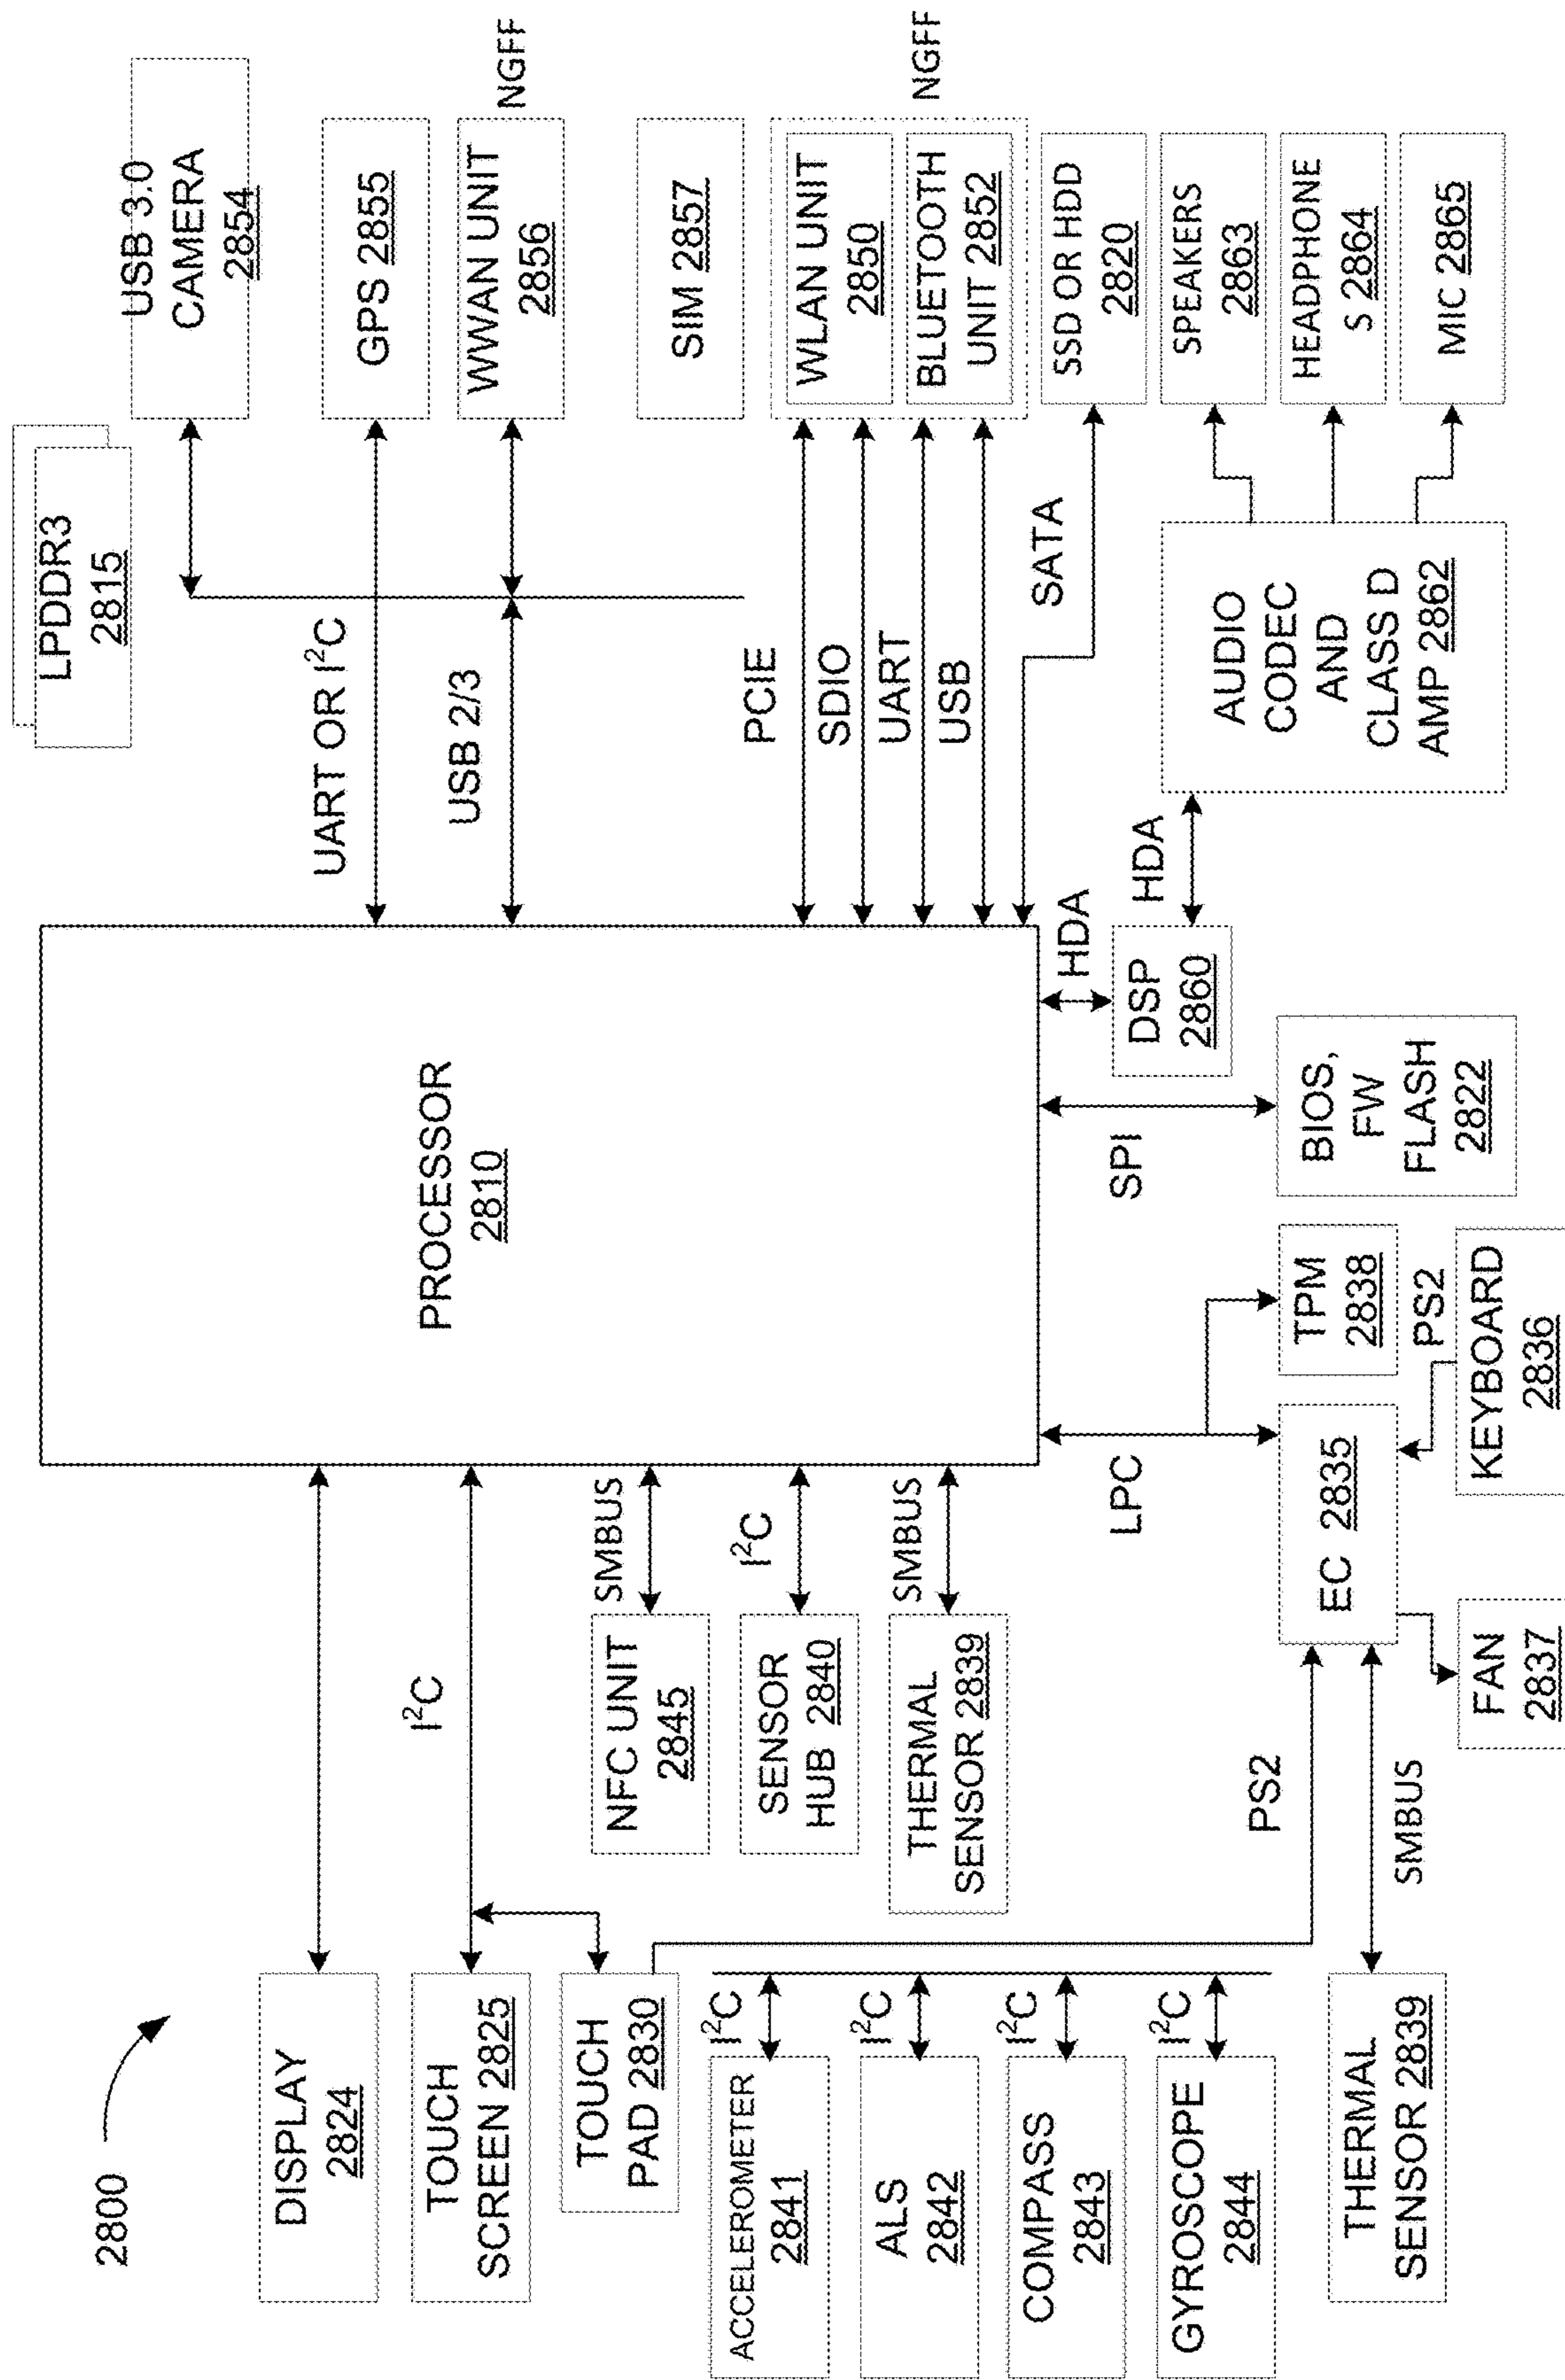 2800
DISPLAY
2824
TOUCH
SCREEN 2825
I²C
TOUCH
PAD 2830
ACCELEROMETER
2841
I²C
ALS
2842
I²C
COMPASS
2843
I²C
GYROSCOPE
2844
I²C
THERMAL
SENSOR 2839
NFC UNIT
2845
SMBUS
SENSOR
HUB 2840
I²C
THERMAL
SENSOR 2839
SMBUS
PS2
SMBUS
FAN
2837
EC 2835
LPC
KEYBOARD
2836
PS2
TPM
2838
PROCESSOR
2810
SPI
BIOS,
FW
FLASH
2822
HDA
DSP
2860
HDA
AUDIO
CODEC
AND
CLASS D
AMP 2862
LPDDR3
2815
UART OR I²C
USB 2/3
PCIE
SDIO
UART
USB
SATA
USB 3.0
CAMERA
2854
GPS 2855
WWAN UNIT
2856
NGFF
SIM 2857
WLAN UNIT
2850
BLUETOOTH
UNIT 2852
NGFF
SSD OR HDD
2820
SPEAKERS
2863
HEADPHONE
S 2864
MIC 2865